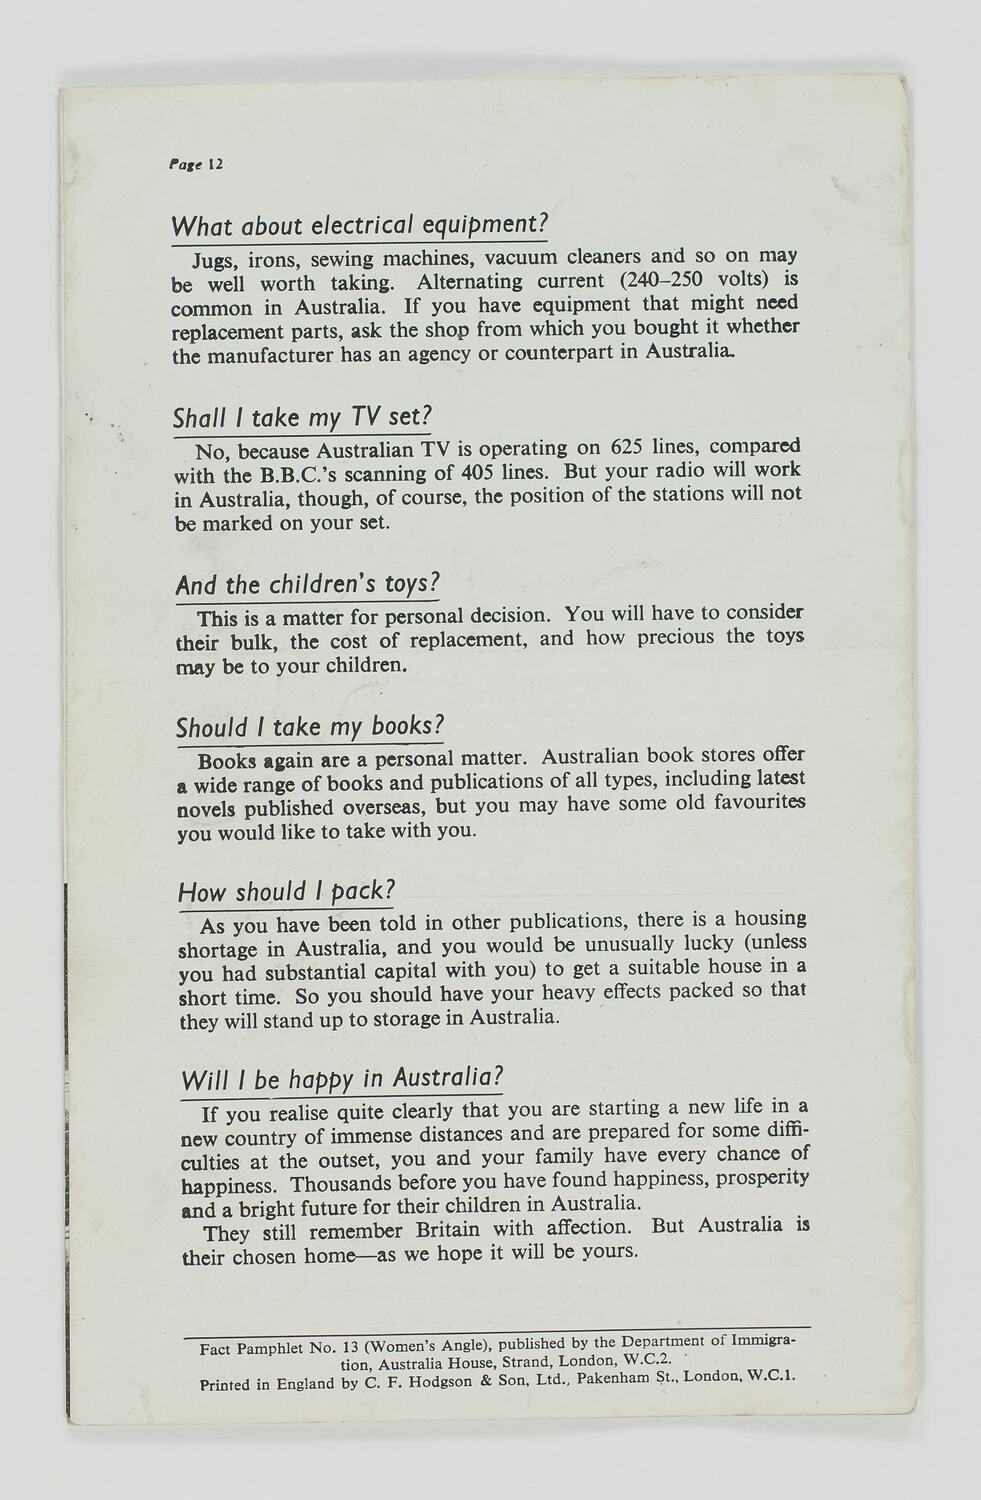 Page 12
What about electrical equipment?
Jugs, irons, sewing machines, vacuum cleaners and so on may
be well worth taking. Alternating current (240–250 volts) is
common in Australia. If you have equipment that might need
replacement parts, ask the shop from which you bought it whether
the manufacturer has an agency or counterpart in Australia.
Shall I take my TV set?
No, because Australian TV is operating on 625 lines, compared
with the B.B.C.'s scanning of 405 lines. But your radio will work
in Australia, though, of course, the position of the stations will not
be marked on your set.
And the children's toys?
This is a matter for personal decision. You will have to consider
their bulk, the cost of replacement, and how precious the toys
may be to your children.
Should I take my books?
Books again are a personal matter. Australian book stores offer
a wide range of books and publications of all types, including latest
novels published overseas, but you may have some old favourites
you would like to take with you.
How should I pack?
As you have been told in other publications, there is a housing
shortage in Australia, and you would be unusually lucky (unless
you had substantial capital with you) to get a suitable house in a
short time. So you should have your heavy effects packed so that
they will stand up to storage in Australia.
Will I be happy in Australia?
If you realise quite clearly that you are starting a new life in a
new country of immense distances and are prepared for some diffi-
culties at the outset, you and your family have every chance of
happiness. Thousands before you have found happiness, prosperity
and a bright future for their children in Australia.
They still remember Britain with affection. But Australia is
their chosen home—as we hope it will be yours.
Fact Pamphlet No. 13 (Women's Angle), published by the Department of Immigra-
tion, Australia House, Strand, London, W.C.2.
Printed in England by C. F. Hodgson & Son, Ltd., Pakenham St., London, W.C.1.